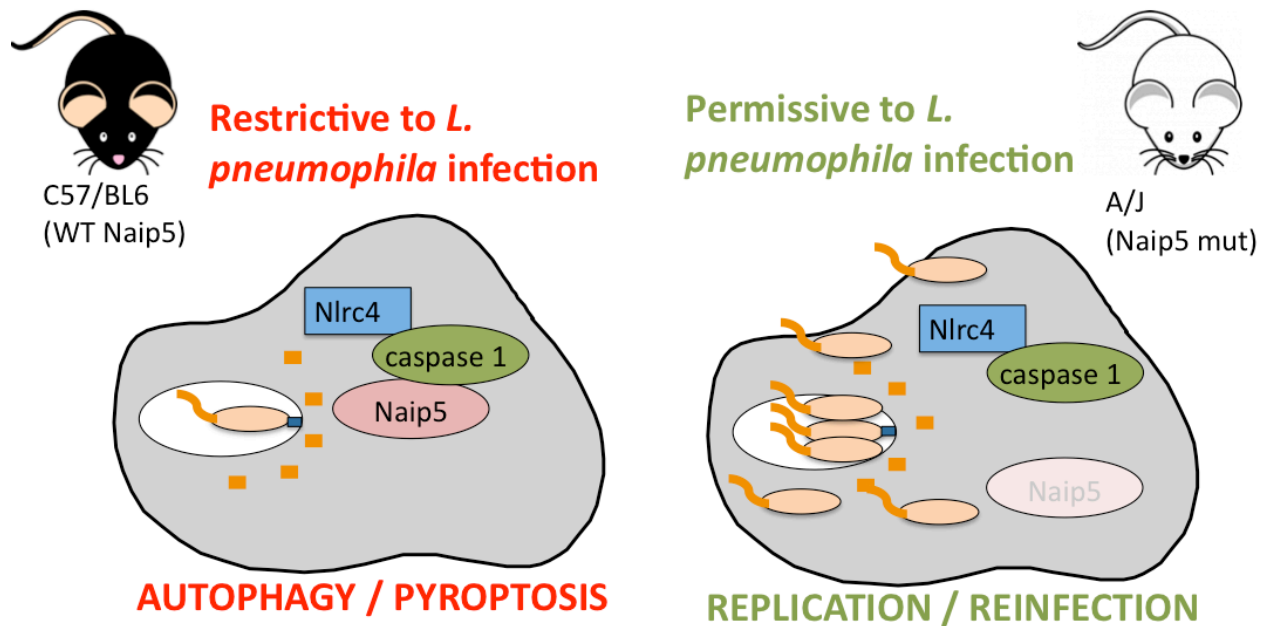 Restrictive to L.
pneumophila infection
C57/BL6
(WT Naip5)
Nlrc4
caspase 1
Naip5
AUTOPHAGY / PYROPTOSIS
Permissive to L.
pneumophila infection
A/J
(Naip5 mut)
Nlrc4
caspase 1
Naip5
REPLICATION / REINFECTION